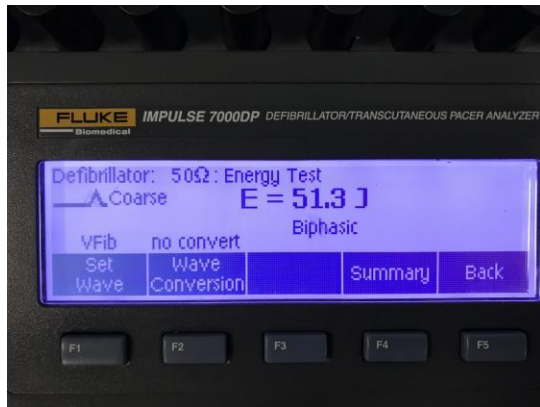 FLUKE Biomedical IMPULSE 7000DP DEFIBRILLATOR/TRANSCUTANEOUS PACER ANALYZER
Defibrillator: 50Ω: Energy Test
Coarse E = 51.3 J
Biphasic
VFib no convert
Set Wave Wave Conversion Summary Back
F1 F2 F3 F4 F5